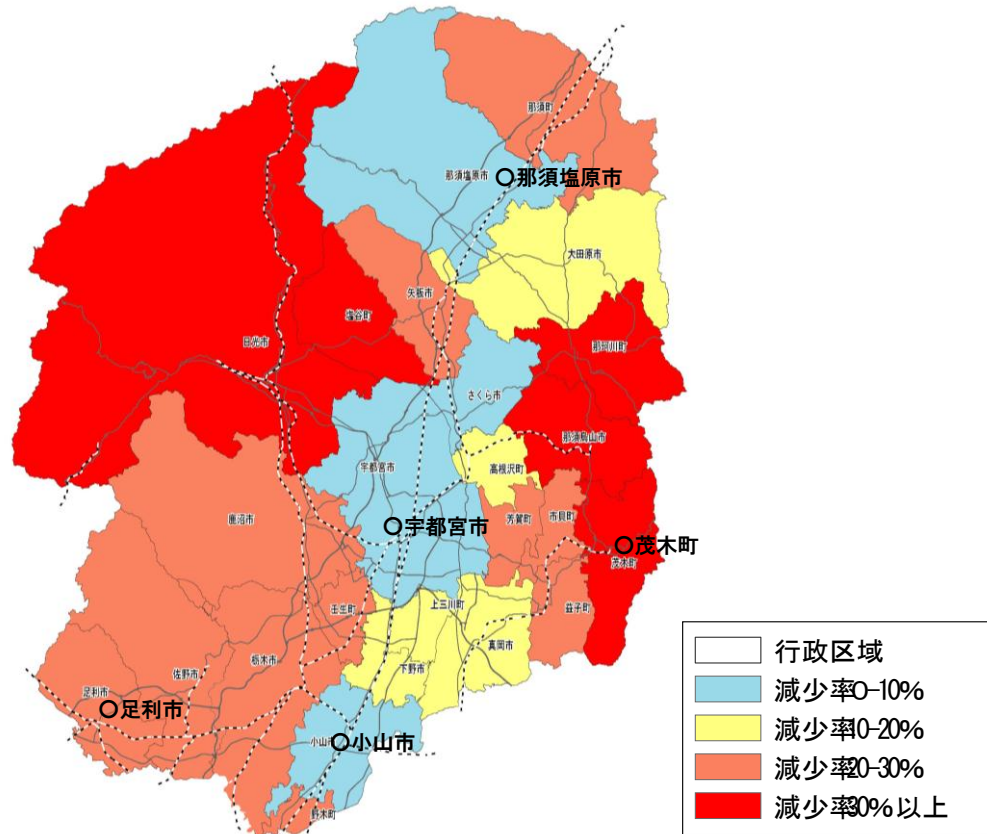 那須町
那須塩原市
○那須塩原市
大田原市
矢板市
塩谷町
日光市
那珂川町
さくら市
那須烏山市
宇都宮市
高根沢町
鹿沼市
芳賀町
市貝町
○宇都宮市
○茂木町
茂木町
壬生町
上三川町
益子町
真岡市
栃木市
佐野市
下野市
足利市
○足利市
小山市
○小山市
野木町
行政区域
減少率0-10%
減少率10-20%
減少率20-30%
減少率30%以上